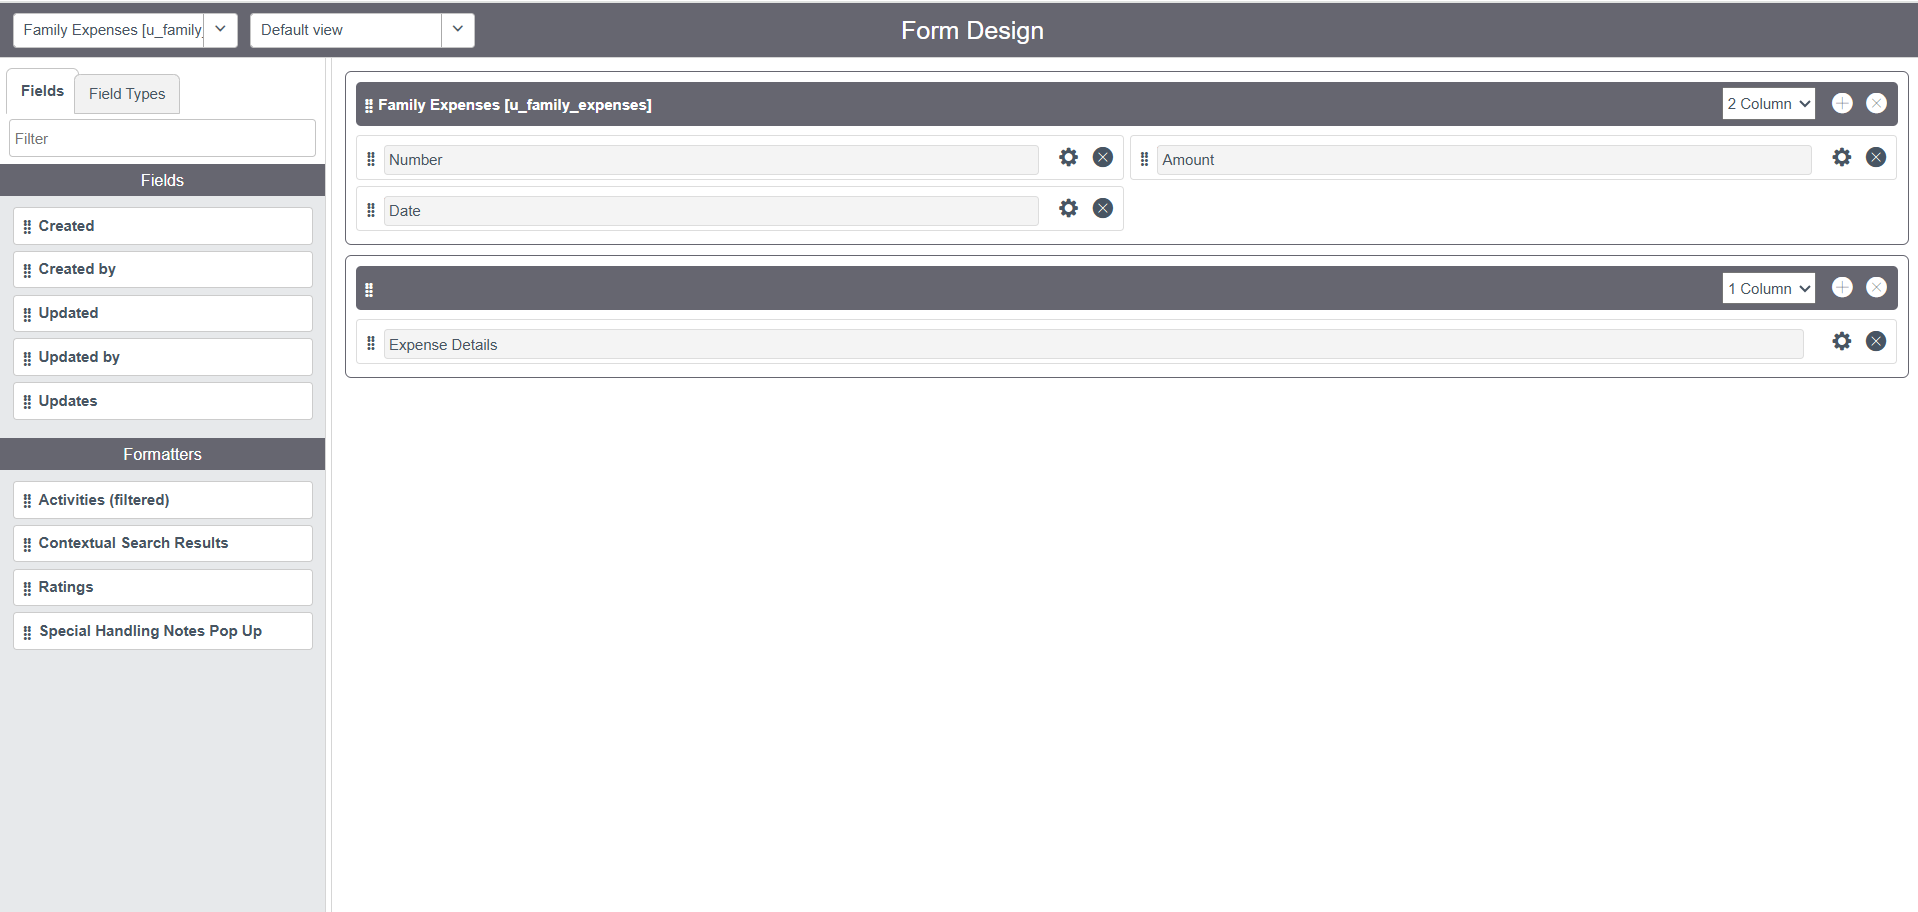 Family Expenses [u_family_
Default view
Form Design
Fields
Field Types
Filter
Fields
Created
Created by
Updated
Updated by
Updates
Formatters
Activities (filtered)
Contextual Search Results
Ratings
Special Handling Notes Pop Up
Family Expenses [u_family_expenses]
2 Column
Number
Amount
Date
1 Column
Expense Details